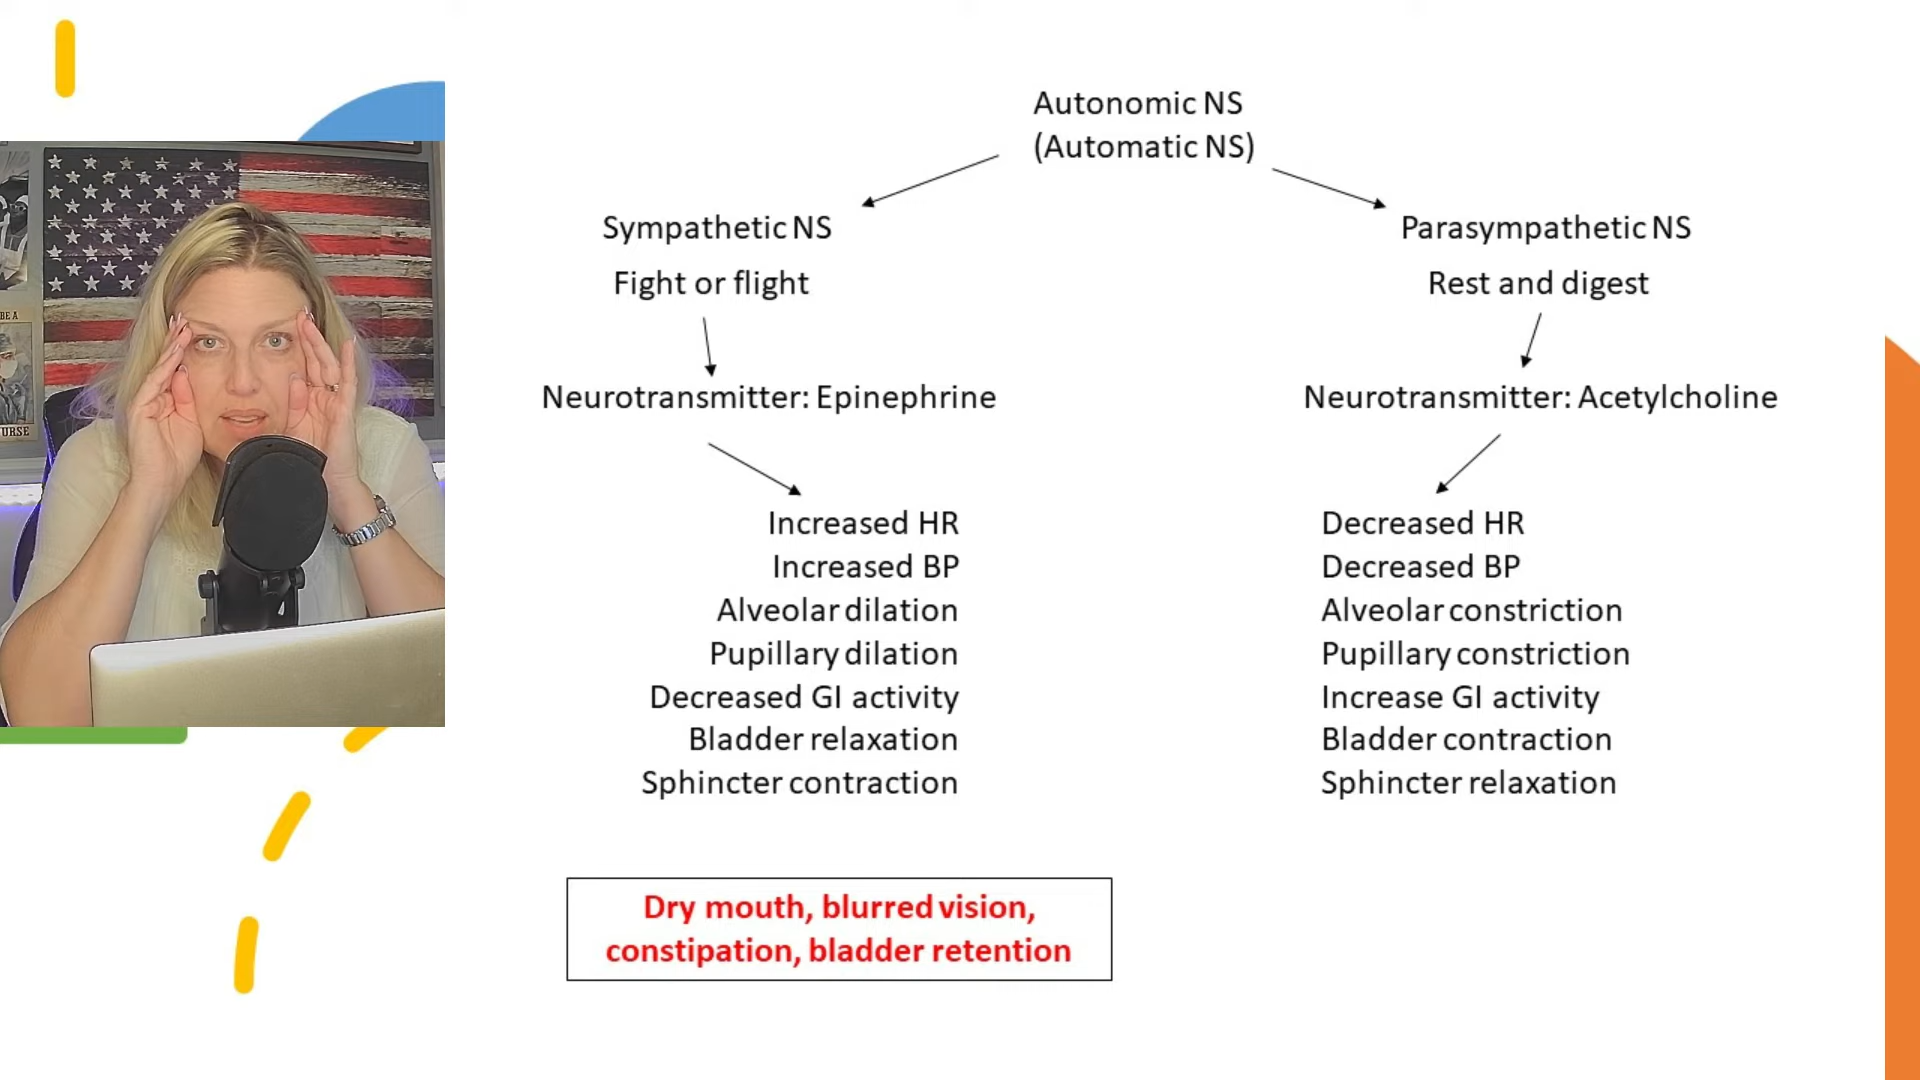 Autonomic NS
(Automatic NS)
Sympathetic NS
Parasympathetic NS
Fight or flight
Rest and digest
Neurotransmitter: Epinephrine
Neurotransmitter: Acetylcholine
Increased HR
Increased BP
Alveolar dilation
Pupillary dilation
Decreased GI activity
Bladder relaxation
Sphincter contraction
Decreased HR
Decreased BP
Alveolar constriction
Pupillary constriction
Increase GI activity
Bladder contraction
Sphincter relaxation
Dry mouth, blurred vision,
constipation, bladder retention
BE A
URSE